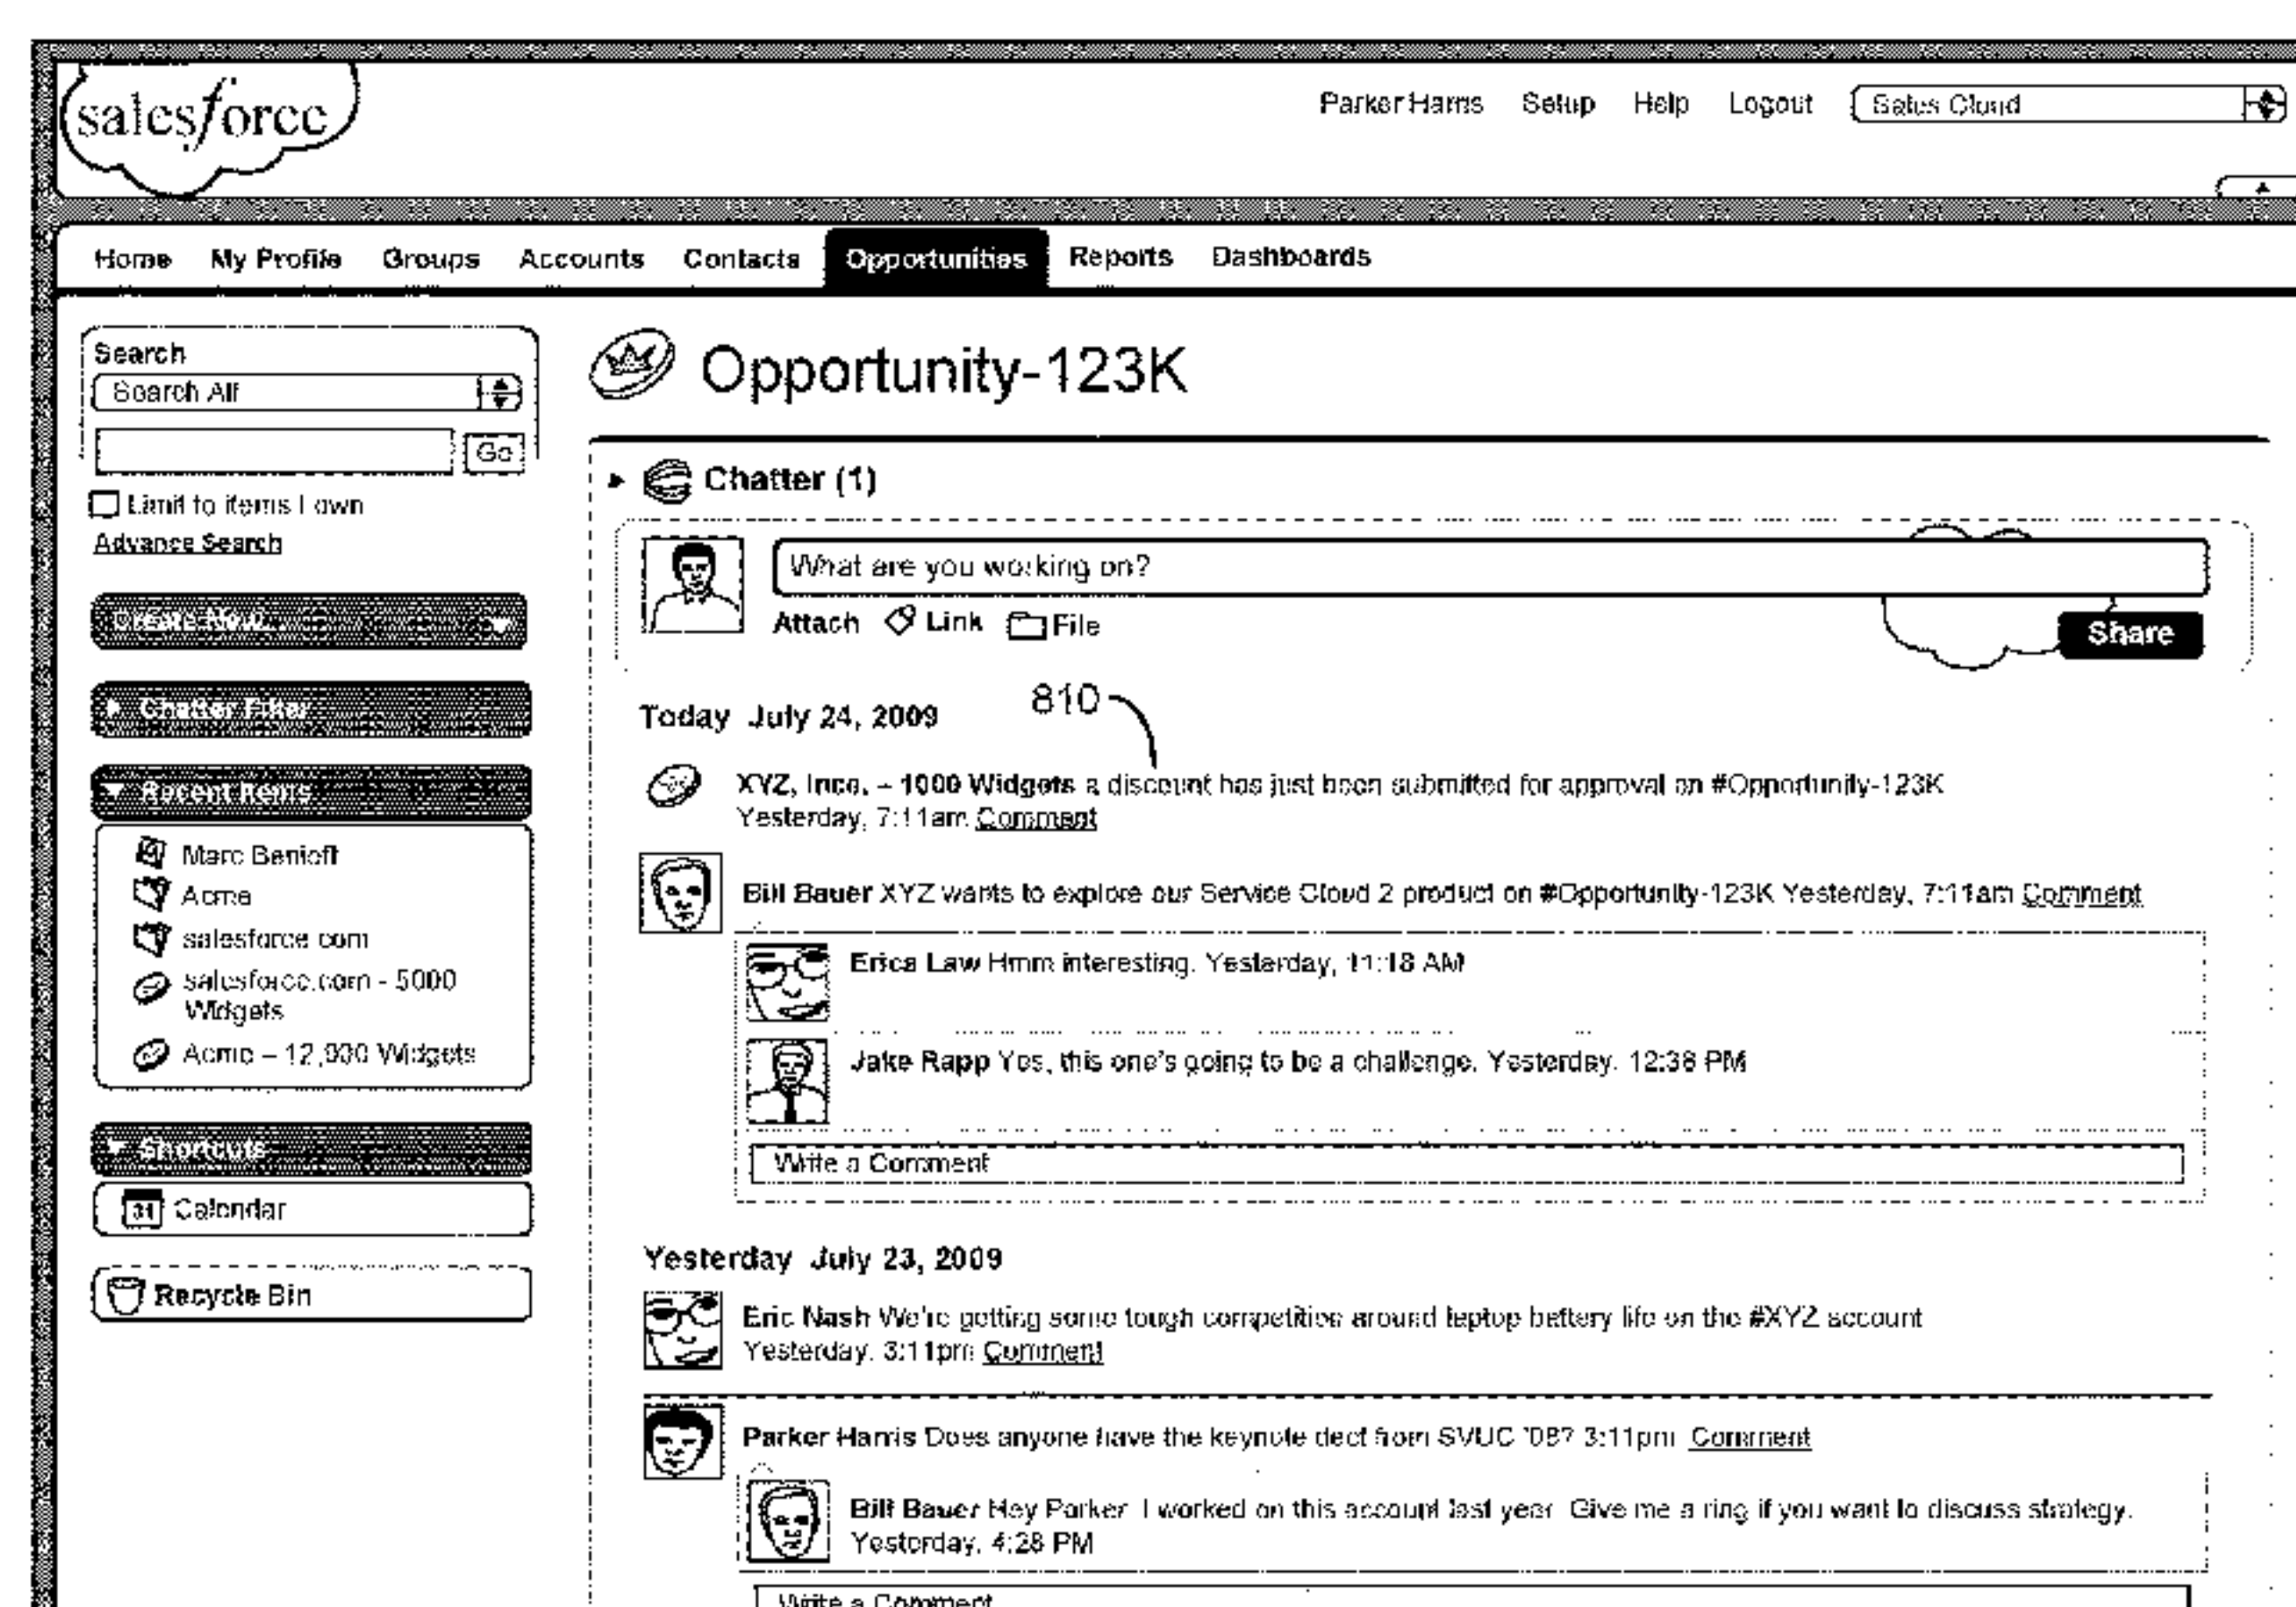 salesforce
Parker Harris Setup Help Logout Sales Cloud
Home My Profile Groups Accounts Contacts Opportunities Reports Dashboards
Search
Search All
Go
Limit to items I own
Advance Search
Create New...
Chatter Filter
Recent Items
Marc Benioff
Acme
salesforce.com
salesforce.com - 5000
Widgets
Acme – 12,000 Widgets
Shortcuts
31 Calendar
Recycle Bin
Opportunity-123K
Chatter (1)
What are you working on?
Attach Link File
Share
Today July 24, 2009
810
XYZ, Inco. – 1000 Widgets a discount has just been submitted for approval on #Opportunity-123K
Yesterday, 7:11am Comment
Bill Bauer XYZ wants to explore our Service Cloud 2 product on #Opportunity-123K Yesterday, 7:11am Comment
Erica Law Hmm interesting. Yesterday, 11:18 AM
Jake Rapp Yes, this one's going to be a challenge. Yesterday. 12:38 PM
Write a Comment
Yesterday July 23, 2009
Eric Nash We're getting some tough competition around laptop battery life on the #XYZ account
Yesterday. 3:11pm Comment
Parker Harris Does anyone have the keynote dect from SVUC '08? 3:11pm Comment
Bill Bauer Hey Parker I worked on this account last year Give me a ring if you want to discuss strategy.
Yesterday, 4:28 PM
Write a Comment